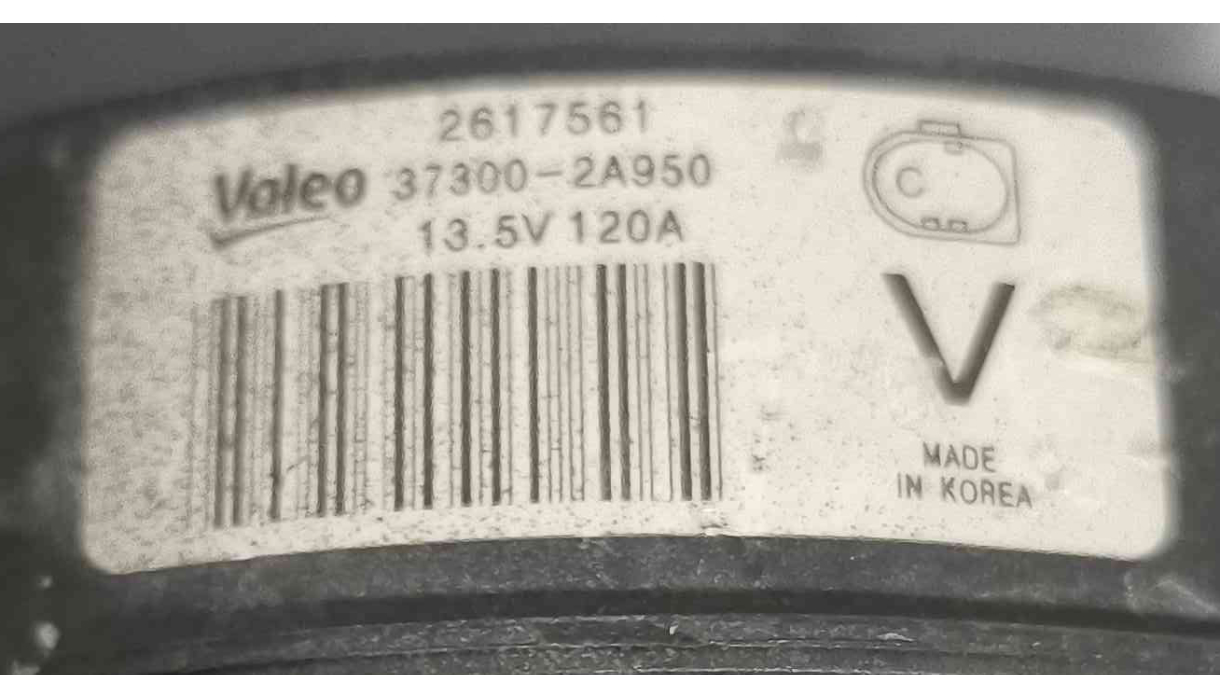 2617561
Valeo 37300-2A950
13.5V 120A
C
V
MADE
IN KOREA